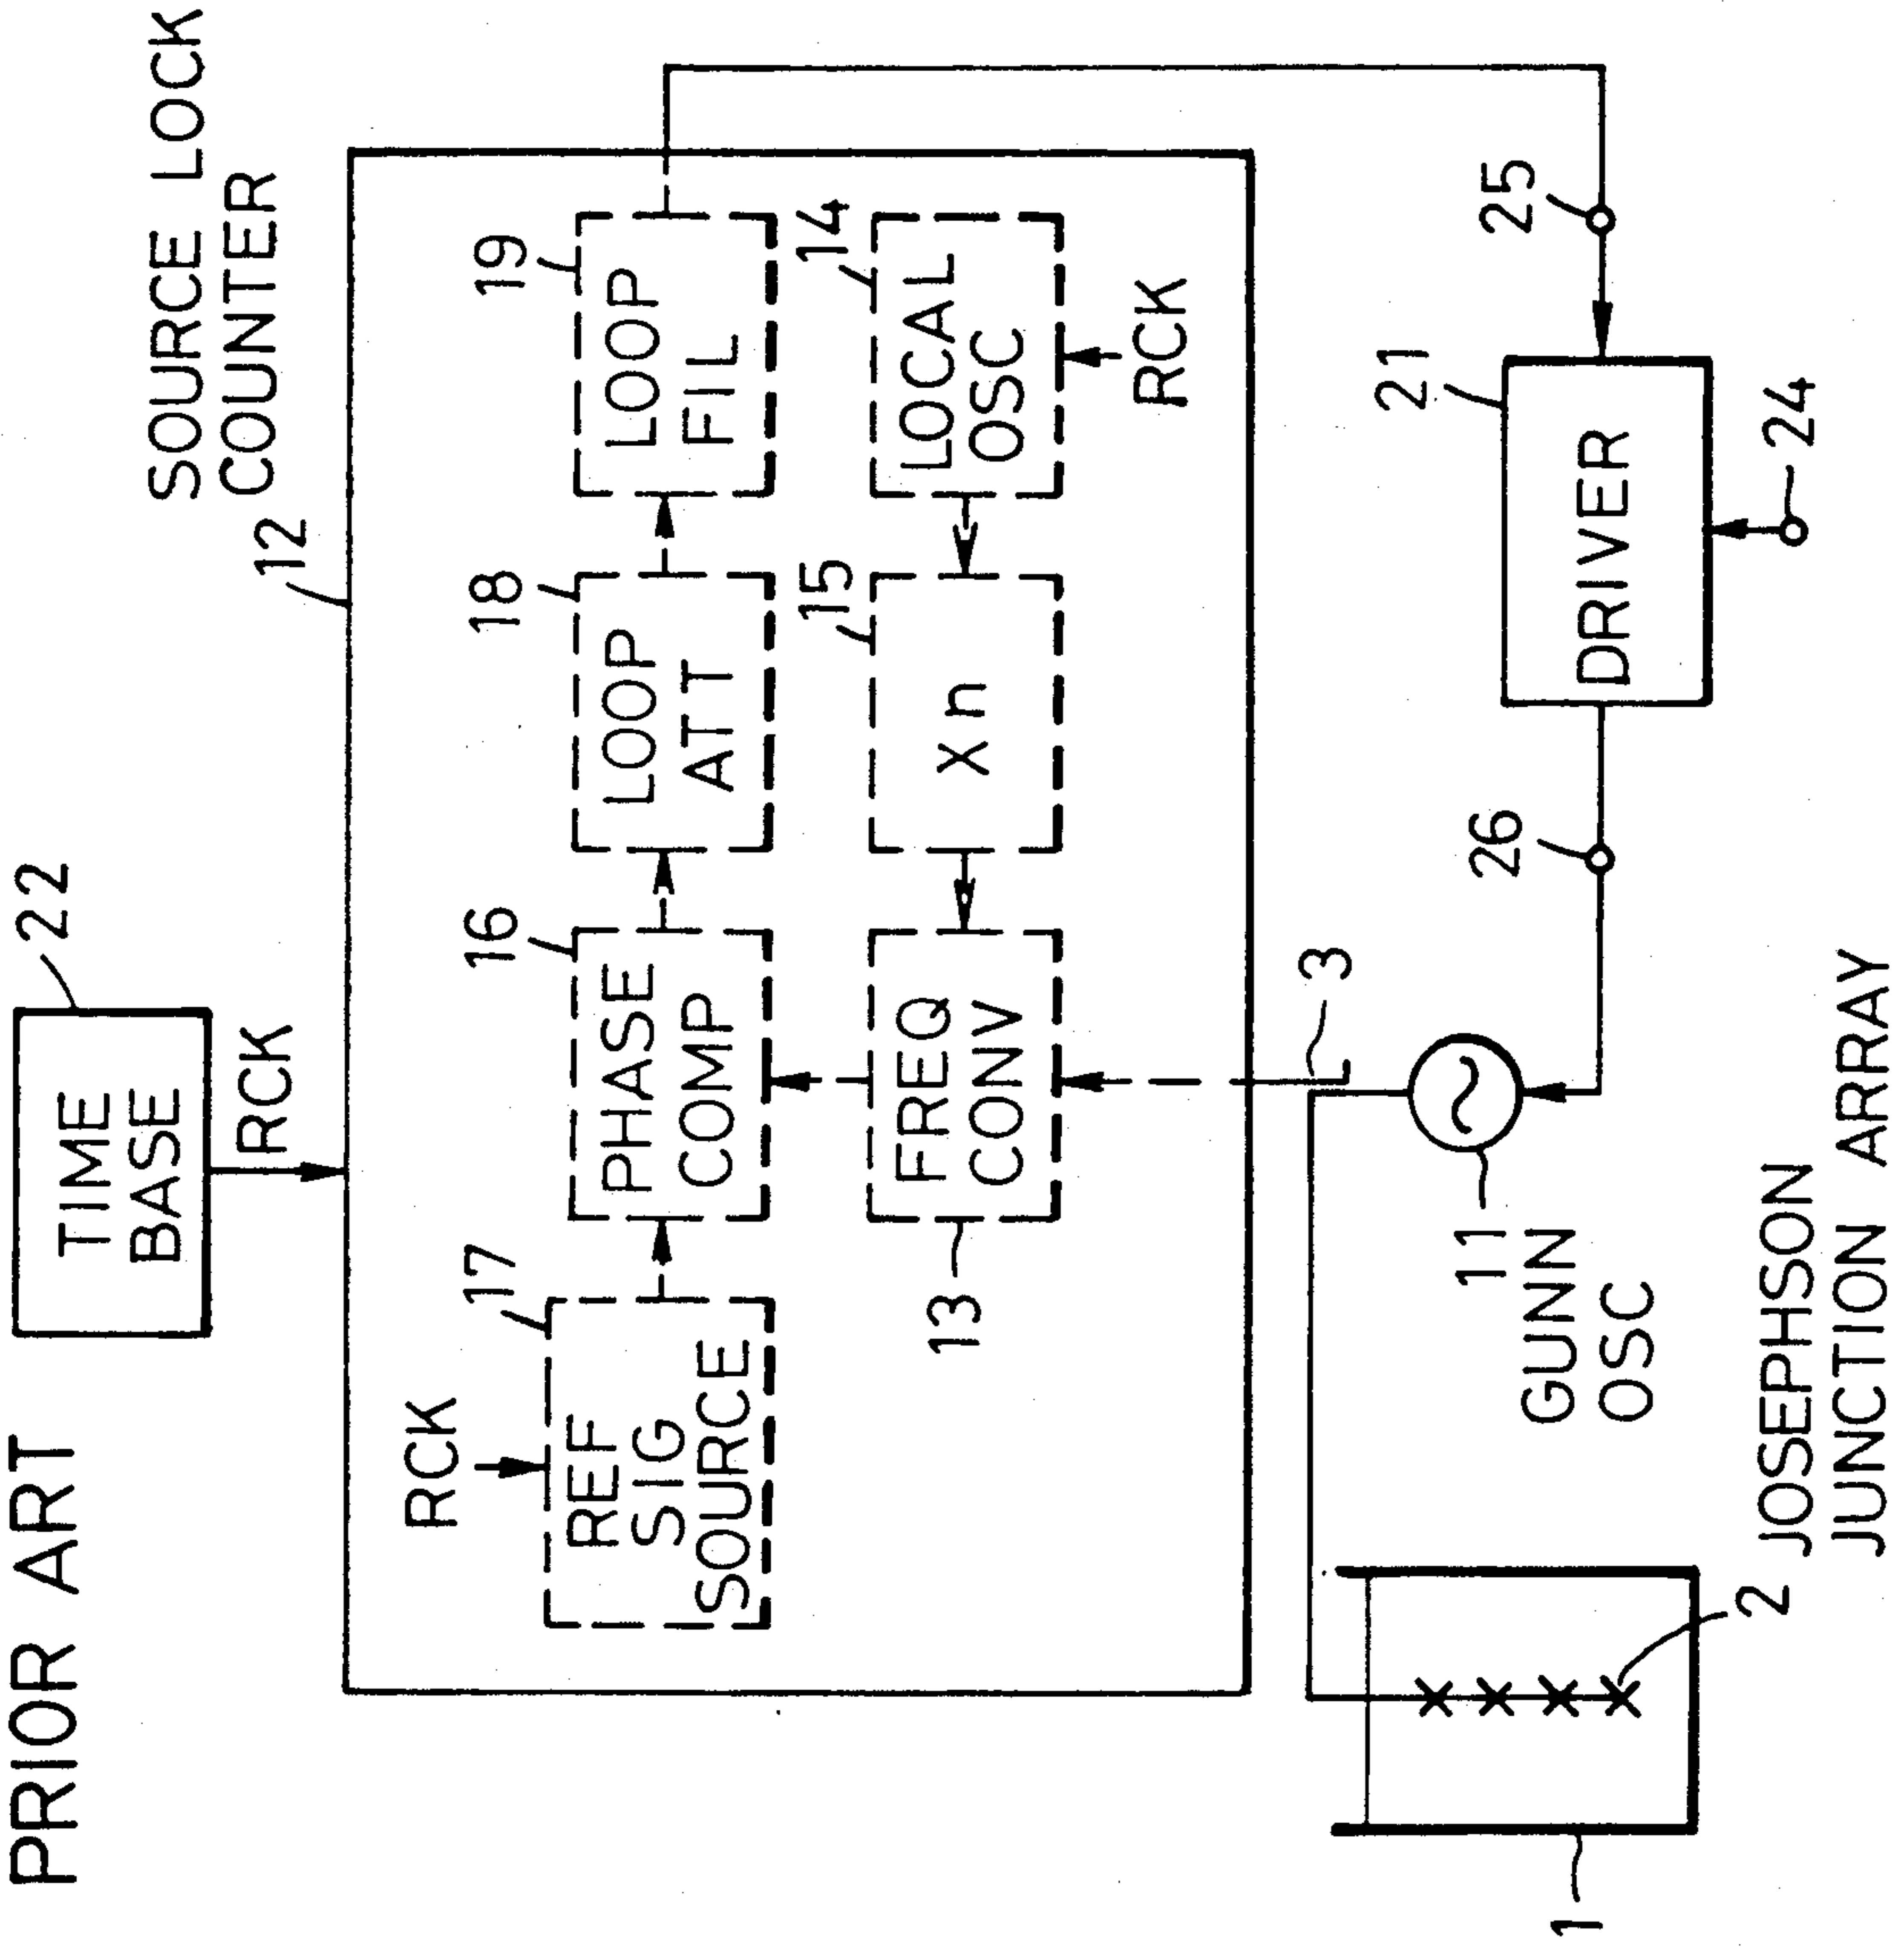 PRIOR ART
TIME
BASE
22
RCK
SOURCE LOCK
COUNTER
12
RCK
17
REF
SIG
SOURCE
16
PHASE
COMP
18
LOOP
ATT
19
LOOP
FIL
13
FREQ
CONV
15
x n
14
LOCAL
OSC
RCK
3
11
GUNN
OSC
26
21
DRIVER
25
24
1
2
JOSEPHSON
JUNCTION ARRAY